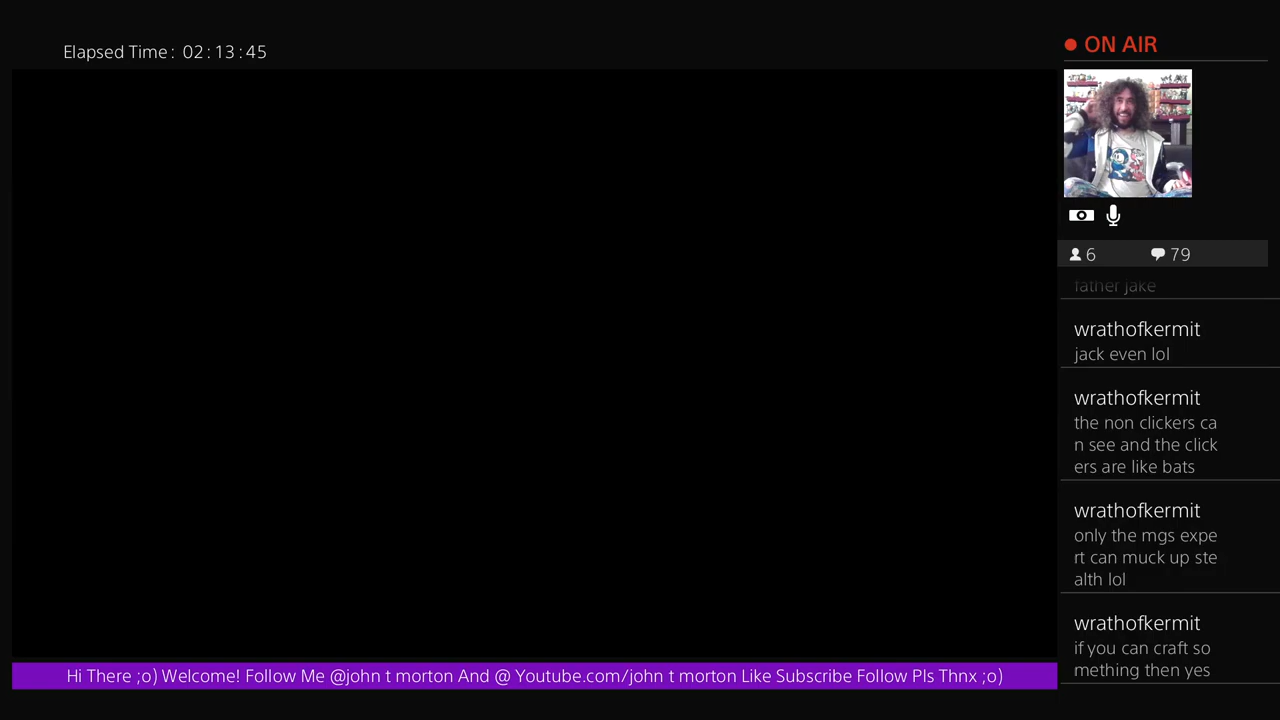 Elapsed Time: 02:13:45
ON AIR
6 79
father jake
wrathofkermit
jack even lol
wrathofkermit
the non clickers ca
n see and the click
ers are like bats
wrathofkermit
only the mgs expe
rt can muck up ste
alth lol
wrathofkermit
if you can craft so
mething then yes
Hi There ;o) Welcome! Follow Me @john t morton And @ Youtube.com/john t morton Like Subscribe Follow Pls Thnx ;o)